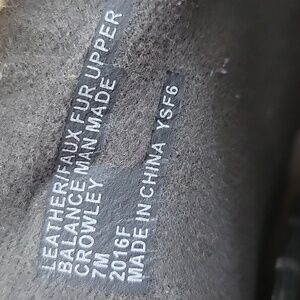 LEATHER/FAUX FUR UPPER
BALANCE MAN MADE
CROWLEY
7M
2016F
MADE IN CHINA YSF6